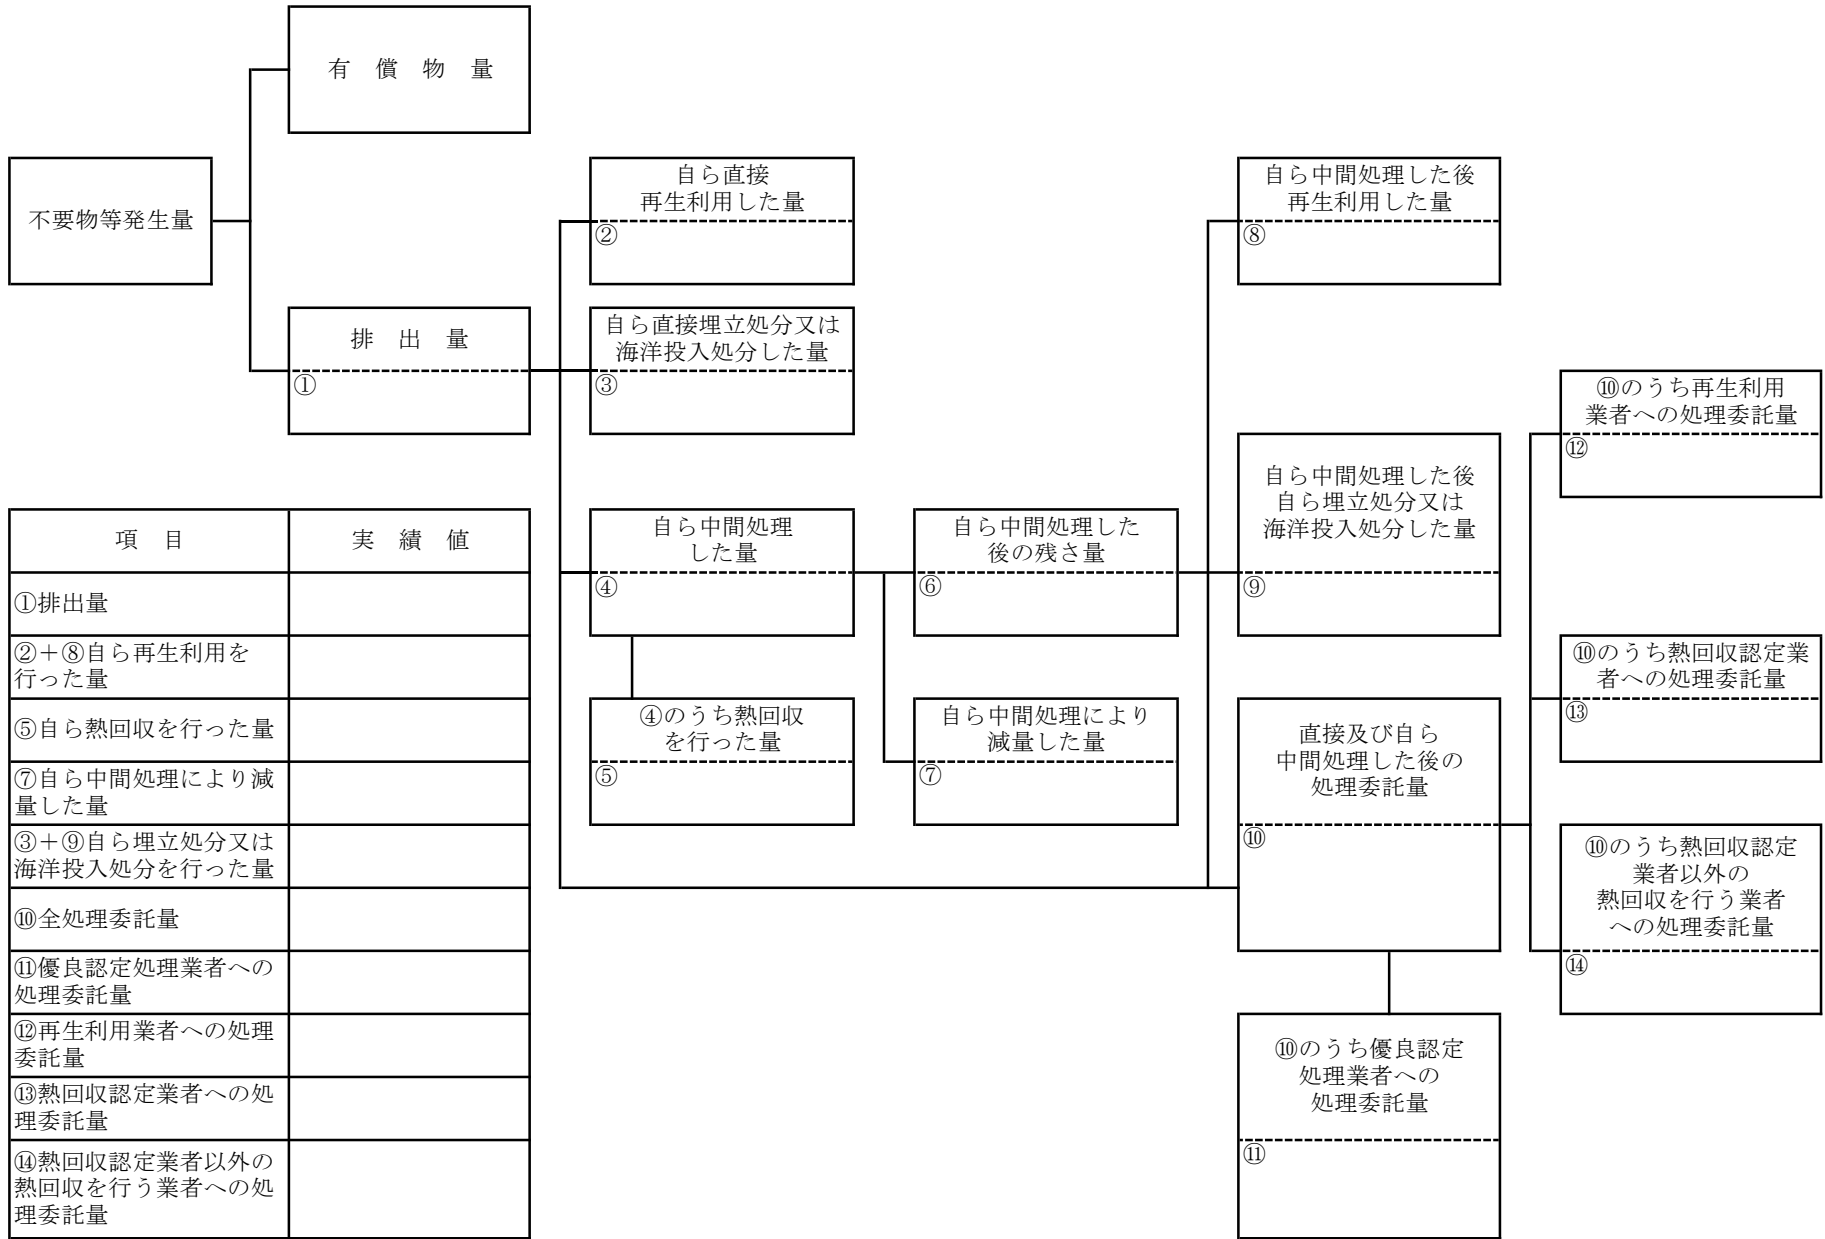 有 償 物 量
不要物等発生量
排 出 量
①
自ら直接
再生利用した量
②
自ら直接埋立処分又は
海洋投入処分した量
③
自ら中間処理
した量
④
④のうち熱回収
を行った量
⑤
自ら中間処理した
後の残さ量
⑥
自ら中間処理により
減量した量
⑦
自ら中間処理した後
再生利用した量
⑧
自ら中間処理した後
自ら埋立処分又は
海洋投入処分した量
⑨
直接及び自ら
中間処理した後の
処理委託量
⑩
⑩のうち優良認定
処理業者への
処理委託量
⑪
⑩のうち再生利用
業者への処理委託量
⑫
⑩のうち熱回収認定業
者への処理委託量
⑬
⑩のうち熱回収認定
業者以外の
熱回収を行う業者
への処理委託量
⑭
項 目
実 績 値
①排出量
②+⑧自ら再生利用を
行った量
⑤自ら熱回収を行った量
⑦自ら中間処理により減
量した量
③+⑨自ら埋立処分又は
海洋投入処分を行った量
⑩全処理委託量
⑪優良認定処理業者への
処理委託量
⑫再生利用業者への処理
委託量
⑬熱回収認定業者への処
理委託量
⑭熱回収認定業者以外の
熱回収を行う業者への処
理委託量